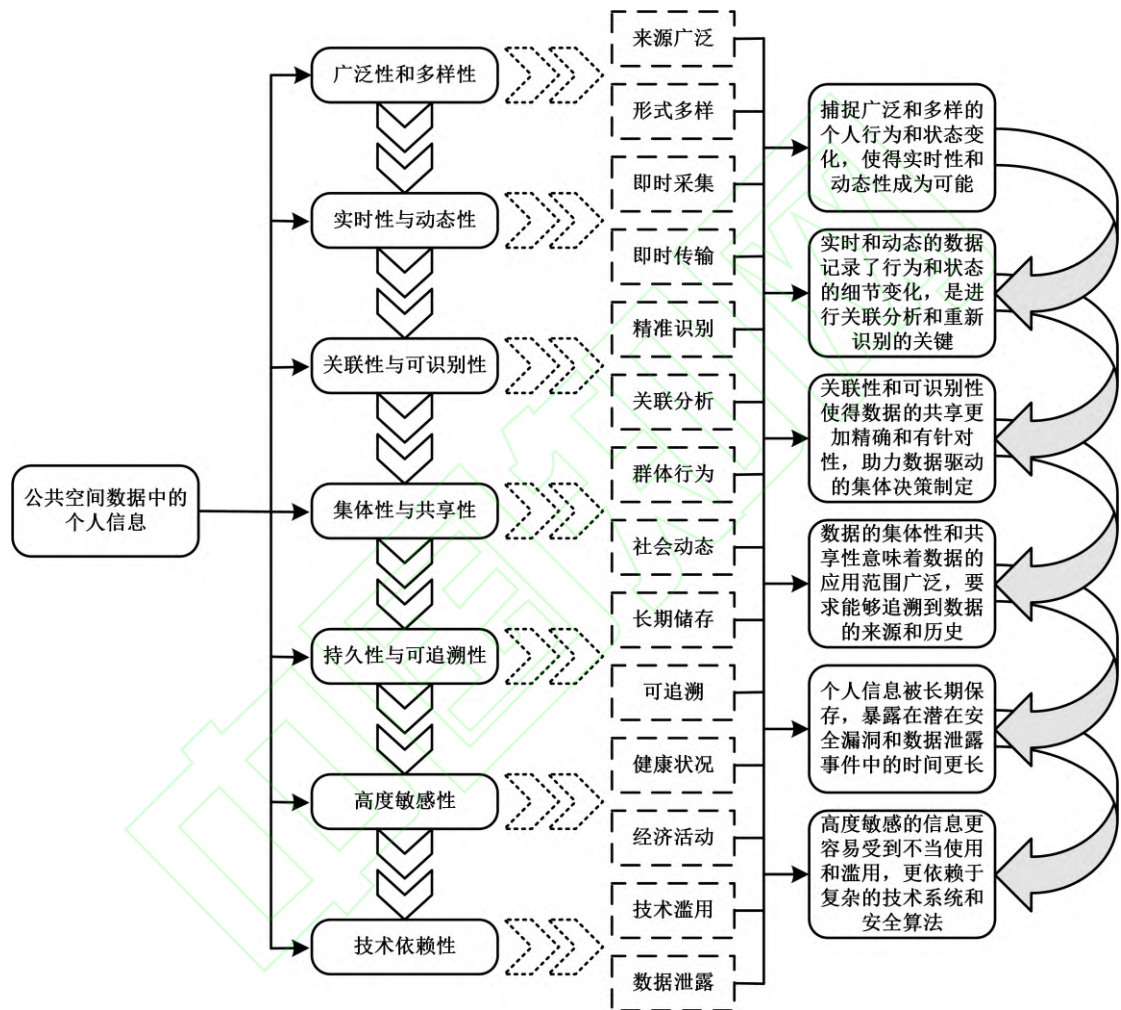 公共空间数据中的
个人信息
广泛性和多样性
实时性与动态性
关联性与可识别性
集体性与共享性
持久性与可追溯性
高度敏感性
技术依赖性
来源广泛
形式多样
即时采集
即时传输
精准识别
关联分析
群体行为
社会动态
长期储存
可追溯
健康状况
经济活动
技术滥用
数据泄露
捕捉广泛和多样的
个人行为和状态变
化，使得实时性和
动态性成为可能
实时和动态的数据
记录了行为和状态
的细节变化，是进
行关联分析和重新
识别的关键
关联性和可识别性
使得数据的共享更
加精确和有针对
性，助力数据驱动
的集体决策制定
数据的集体性和共
享性意味着数据的
应用范围广泛，要
求能够追溯到数据
的来源和历史
个人信息被长期保
存，暴露在潜在安
全漏洞和数据泄露
事件中的时间更长
高度敏感的信息更
容易受到不当使用
和滥用，更依赖于
复杂的技术系统和
安全算法
中国知网